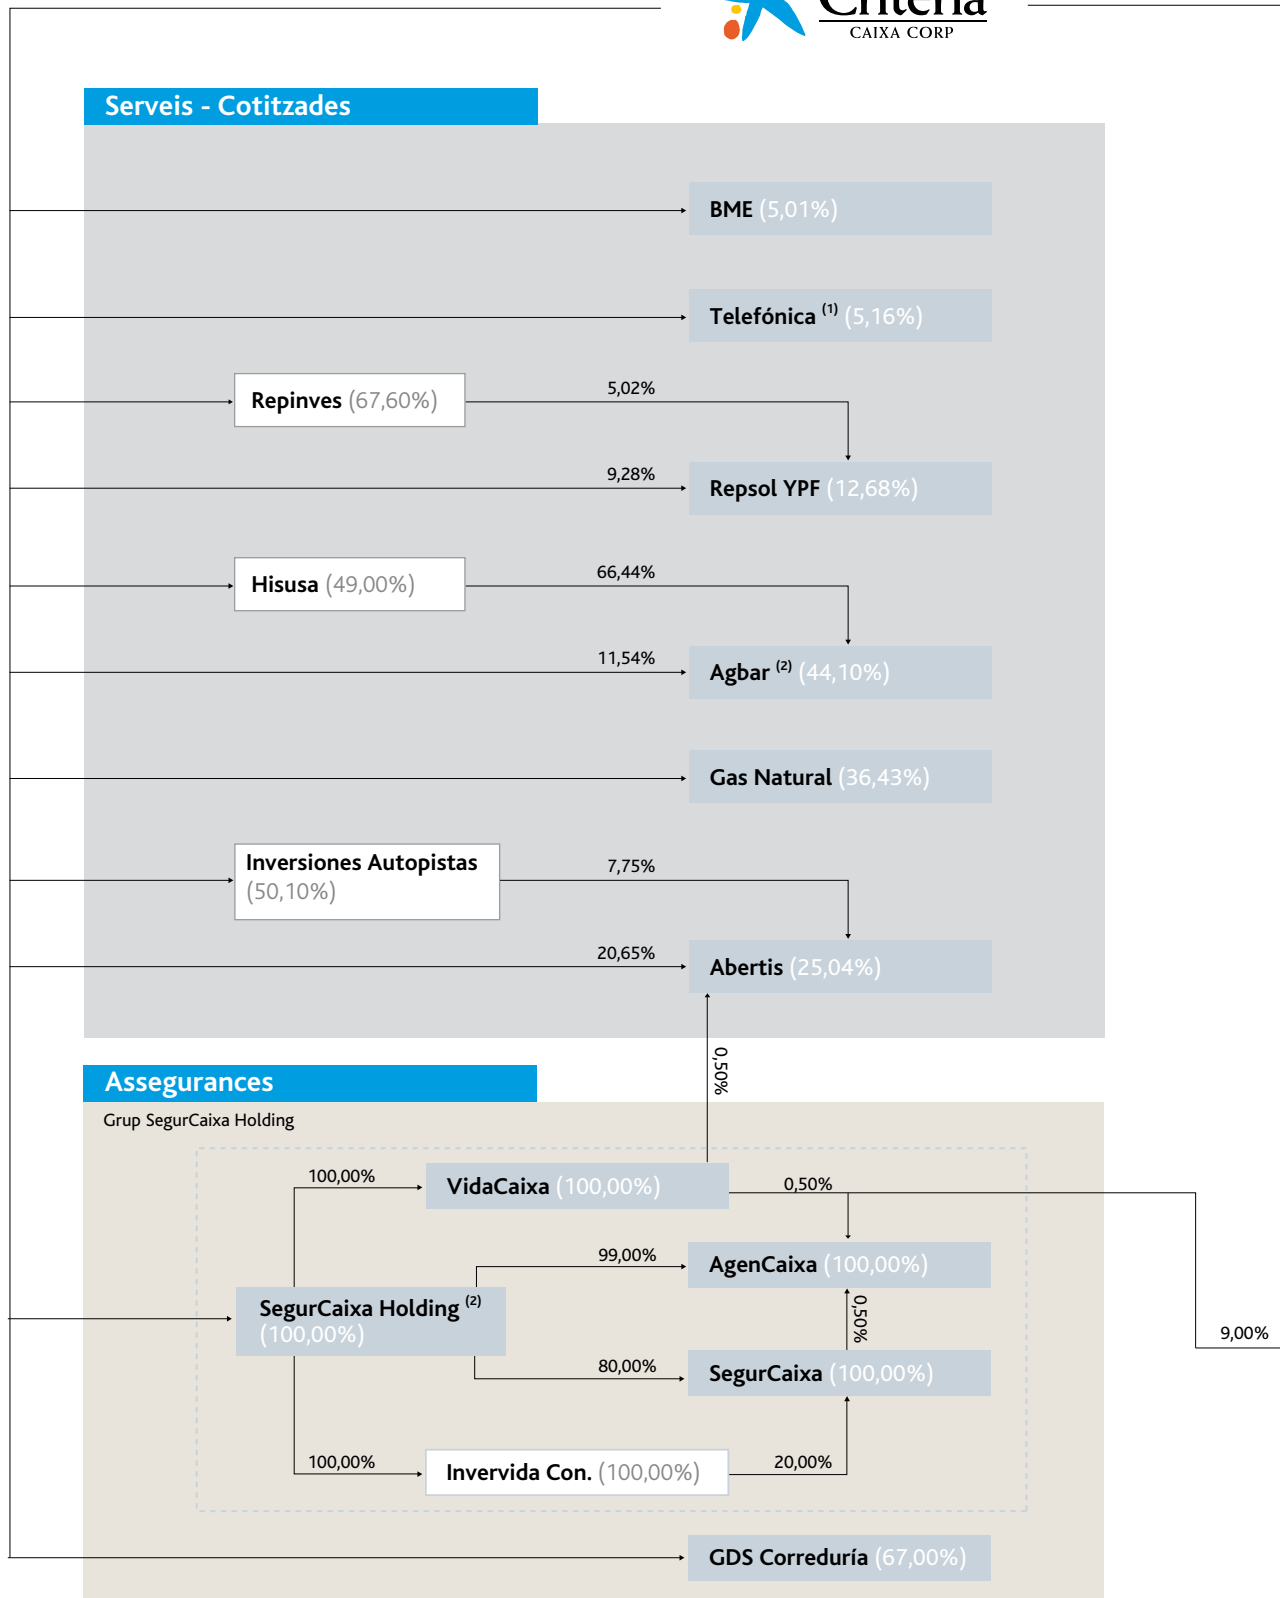 Criteria
CAIXA CORP
Serveis - Cotitzades
BME (5,01%)
Telefónica (1) (5,16%)
Repinves (67,60%)
5,02%
9,28%
Repsol YPF (12,68%)
Hisusa (49,00%)
66,44%
11,54%
Agbar (2) (44,10%)
Gas Natural (36,43%)
Inversiones Autopistas
(50,10%)
7,75%
20,65%
Abertis (25,04%)
0,50%
Assegurances
Grup SegurCaixa Holding
100,00%
VidaCaixa (100,00%)
0,50%
99,00%
AgenCaixa (100,00%)
SegurCaixa Holding (2)
(100,00%)
0,50%
9,00%
80,00%
SegurCaixa (100,00%)
100,00%
Invervida Con. (100,00%)
20,00%
GDS Correduría (67,00%)